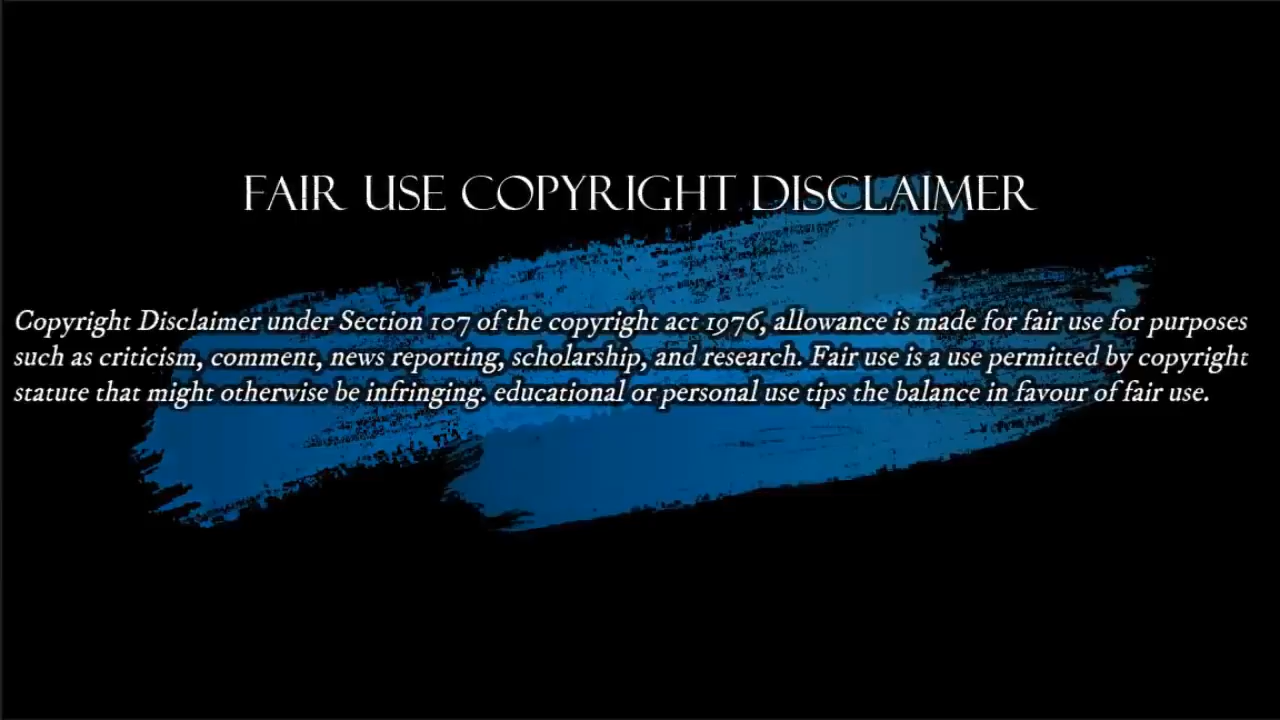 FAIR USE COPYRIGHT DISCLAIMER
Copyright Disclaimer under Section 107 of the copyright act 1976, allowance is made for fair use for purposes
such as criticism, comment, news reporting, scholarship, and research. Fair use is a use permitted by copyright
statute that might otherwise be infringing. educational or personal use tips the balance in favour of fair use.